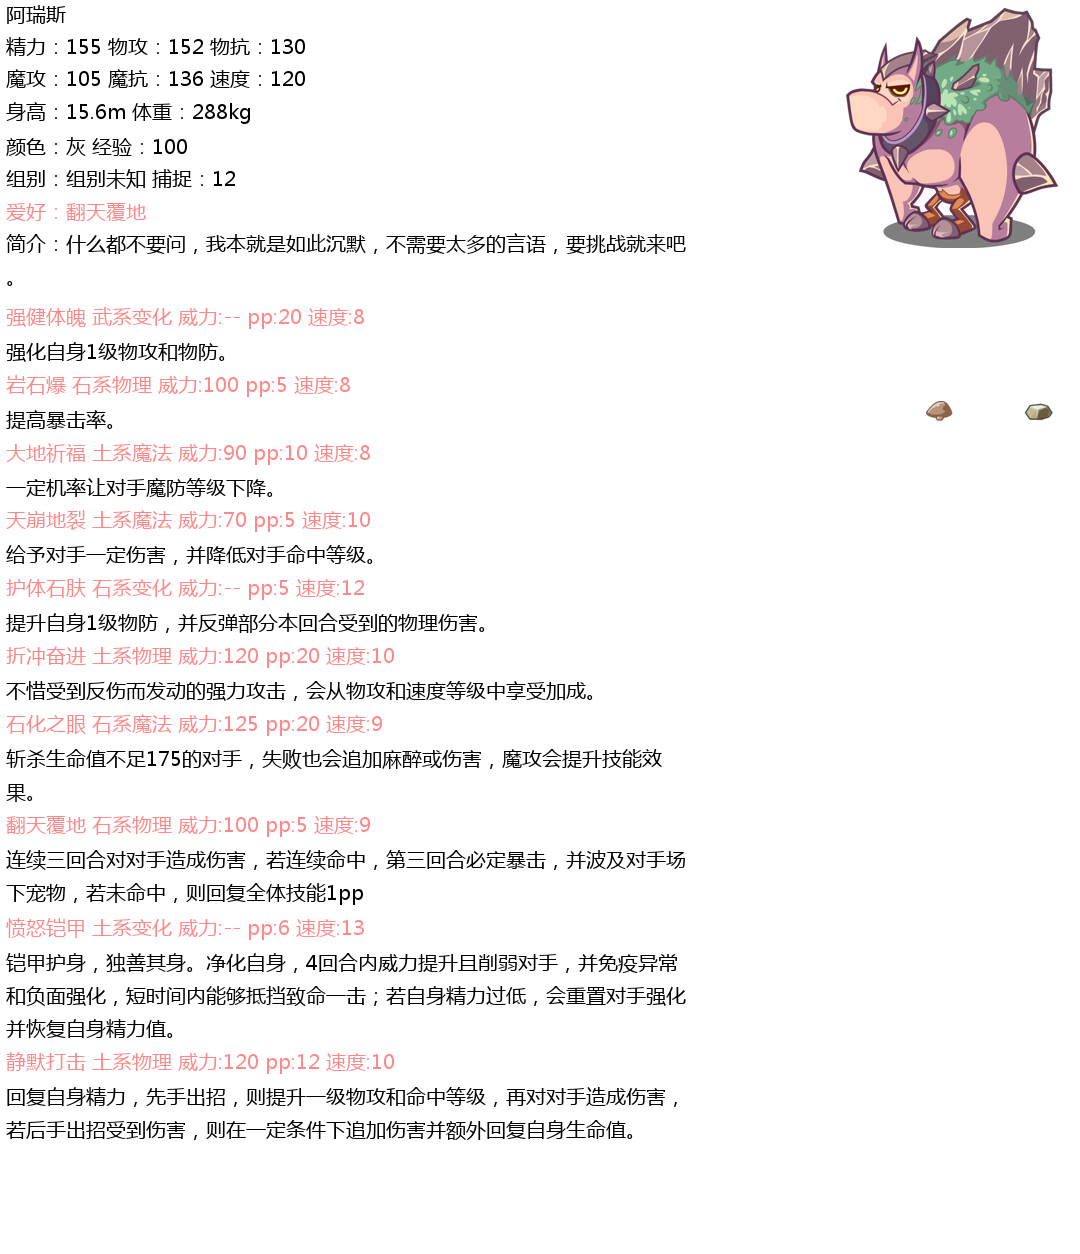 阿瑞斯
精力：155 物攻：152 物抗：130
魔攻：105 魔抗：136 速度：120
身高：15.6m 体重：288kg
颜色：灰 经验：100
组别：组别未知 捕捉：12
爱好：翻天覆地
简介：什么都不要问，我本就是如此沉默，不需要太多的言语，要挑战就来吧
。
强健体魄 武系变化 威力:-- pp:20 速度:8
强化自身1级物攻和物防。
岩石爆 石系物理 威力:100 pp:5 速度:8
提高暴击率。
大地祈福 土系魔法 威力:90 pp:10 速度:8
一定机率让对手魔防等级下降。
天崩地裂 土系魔法 威力:70 pp:5 速度:10
给予对手一定伤害，并降低对手命中等级。
护体石肤 石系变化 威力:-- pp:5 速度:12
提升自身1级物防，并反弹部分本回合受到的物理伤害。
折冲奋进 土系物理 威力:120 pp:20 速度:10
不惜受到反伤而发动的强力攻击，会从物攻和速度等级中享受加成。
石化之眼 石系魔法 威力:125 pp:20 速度:9
斩杀生命值不足175的对手，失败也会追加麻醉或伤害，魔攻会提升技能效
果。
翻天覆地 石系物理 威力:100 pp:5 速度:9
连续三回合对对手造成伤害，若连续命中，第三回合必定暴击，并波及对手场
下宠物，若未命中，则回复全体技能1pp
愤怒铠甲 土系变化 威力:-- pp:6 速度:13
铠甲护身，独善其身。净化自身，4回合内威力提升且削弱对手，并免疫异常
和负面强化，短时间内能够抵挡致命一击；若自身精力过低，会重置对手强化
并恢复自身精力值。
静默打击 土系物理 威力:120 pp:12 速度:10
回复自身精力，先手出招，则提升一级物攻和命中等级，再对对手造成伤害，
若后手出招受到伤害，则在一定条件下追加伤害并额外回复自身生命值。